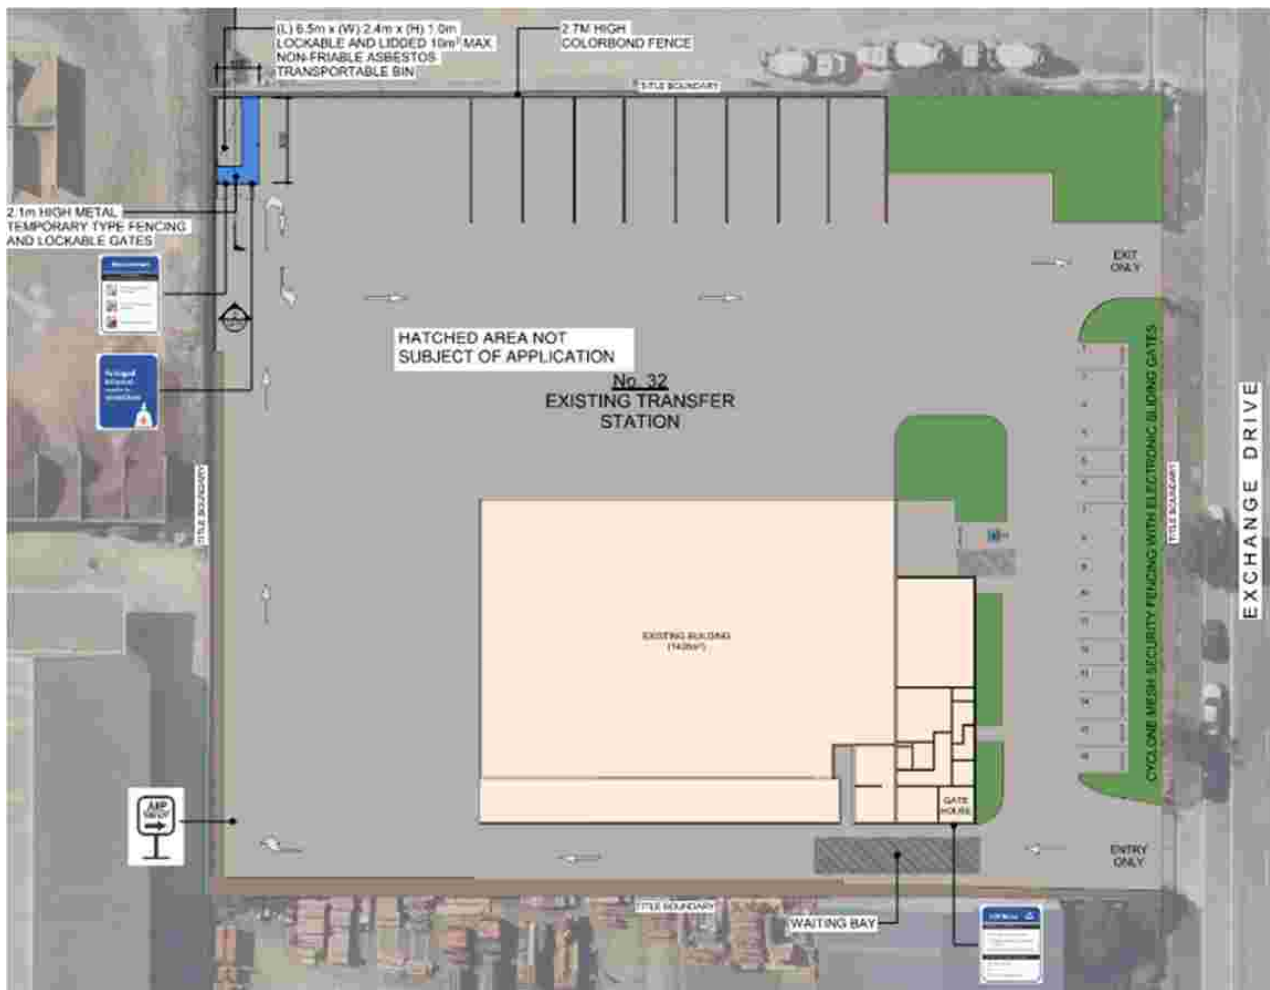 (L) 6.5m x (W) 2.4m x (H) 1.0m
LOCKABLE AND LIDDED 10m³ MAX
NON-FRIABLE ASBESTOS
TRANSPORTABLE BIN
2.7M HIGH
COLORBOND FENCE
TITLE BOUNDARY
2.1m HIGH METAL
TEMPORARY TYPE FENCING
AND LOCKABLE GATES
EXIT
ONLY
HATCHED AREA NOT
SUBJECT OF APPLICATION
No. 32
EXISTING TRANSFER
STATION
CYCLONE MESH SECURITY FENCING WITH ELECTRONIC SLIDING GATES
TITLE BOUNDARY
EXCHANGE DRIVE
TITLE BOUNDARY
EXISTING BUILDING
GATE
HOUSE
ENTRY
ONLY
TITLE BOUNDARY
WAITING BAY